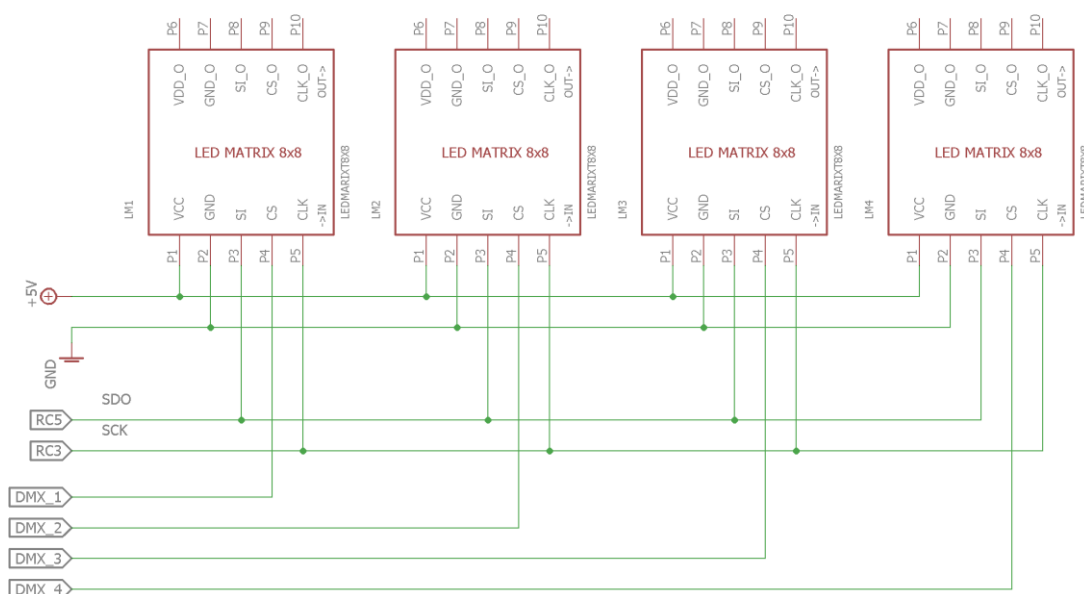 P6 P7 P8 P9 P10
VDD_O GND_O SI_O CS_O CLK_O OUT->
LED MATRIX 8x8
LM1 VCC GND SI CS CLK ->IN LEDMARIXT8X8
P1 P2 P3 P4 P5
P6 P7 P8 P9 P10
VDD_O GND_O SI_O CS_O CLK_O OUT->
LED MATRIX 8x8
LM2 VCC GND SI CS CLK ->IN LEDMARIXT8X8
P1 P2 P3 P4 P5
P6 P7 P8 P9 P10
VDD_O GND_O SI_O CS_O CLK_O OUT->
LED MATRIX 8x8
LM3 VCC GND SI CS CLK ->IN LEDMARIXT8X8
P1 P2 P3 P4 P5
P6 P7 P8 P9 P10
VDD_O GND_O SI_O CS_O CLK_O OUT->
LED MATRIX 8x8
LM4 VCC GND SI CS CLK ->IN
P1 P2 P3 P4 P5
+5V
GND
SDO
RC5
SCK
RC3
DMX_1
DMX_2
DMX_3
DMX_4